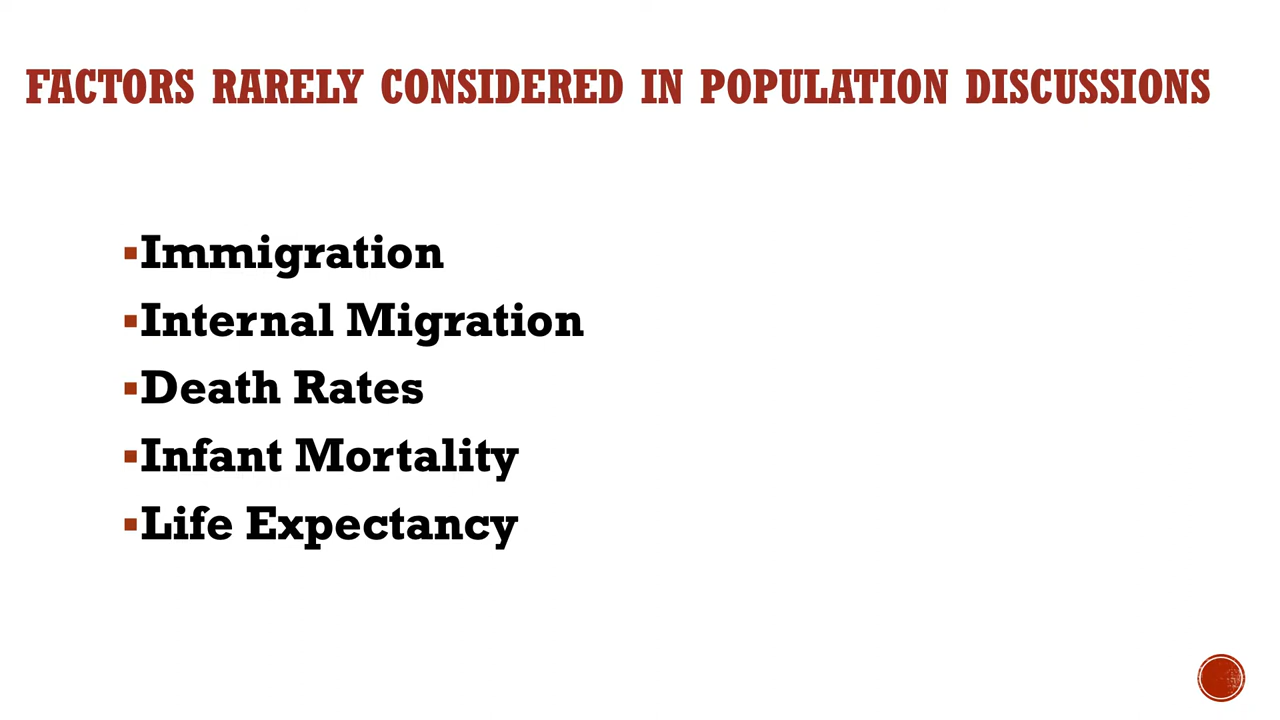 FACTORS RARELY CONSIDERED IN POPULATION DISCUSSIONS
▪Immigration
▪Internal Migration
▪Death Rates
▪Infant Mortality
▪Life Expectancy